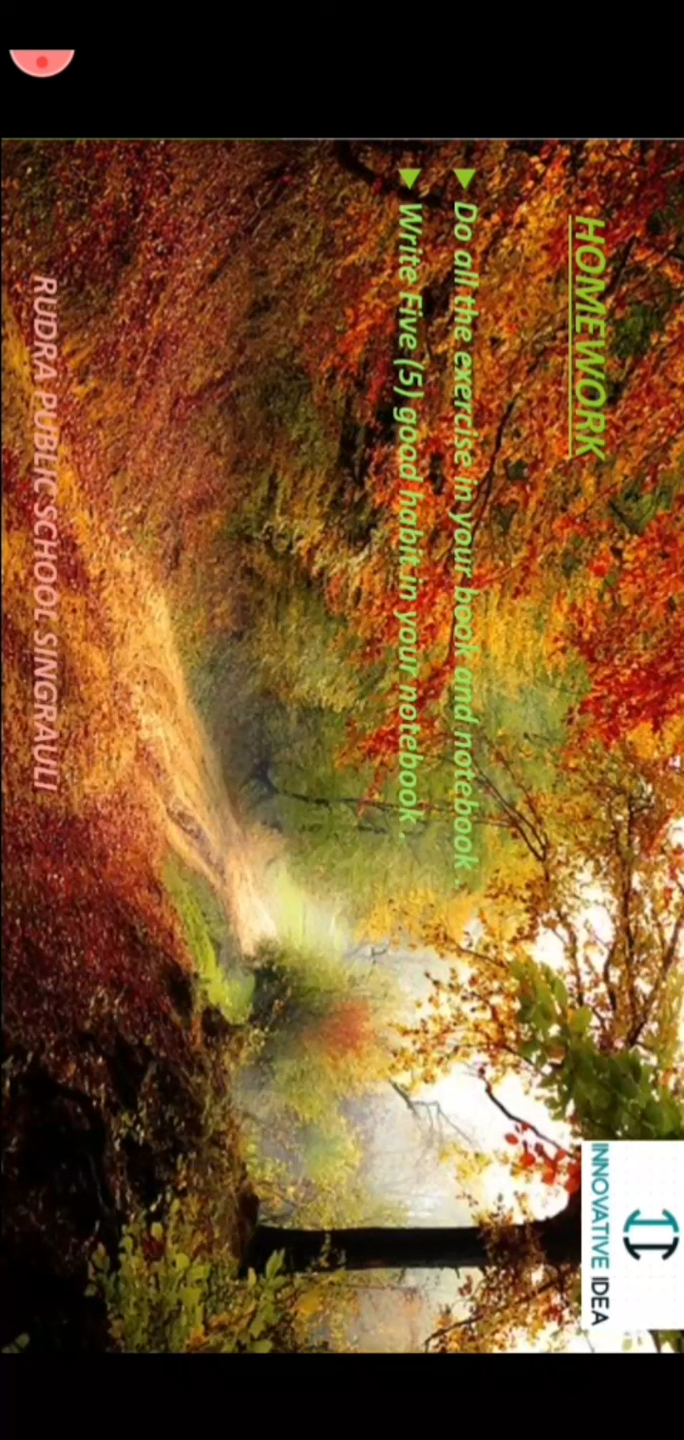 HOMEWORK
Do all the exercise in your book and notebook.
Write Five (5) good habit in your notebook.
RUDRA PUBLIC SCHOOL SINGRAULI
INNOVATIVE IDEA